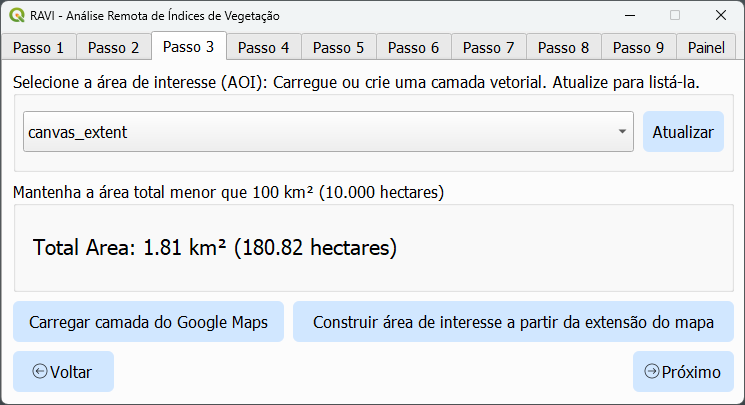 RAVI - Análise Remota de Índices de Vegetação
Passo 1 Passo 2 Passo 3 Passo 4 Passo 5 Passo 6 Passo 7 Passo 8 Passo 9 Painel
Selecione a área de interesse (AOI): Carregue ou crie uma camada vetorial. Atualize para listá-la.
canvas_extent Atualizar
Mantenha a área total menor que 100 km² (10.000 hectares)
Total Area: 1.81 km² (180.82 hectares)
Carregar camada do Google Maps Construir área de interesse a partir da extensão do mapa
Voltar Próximo